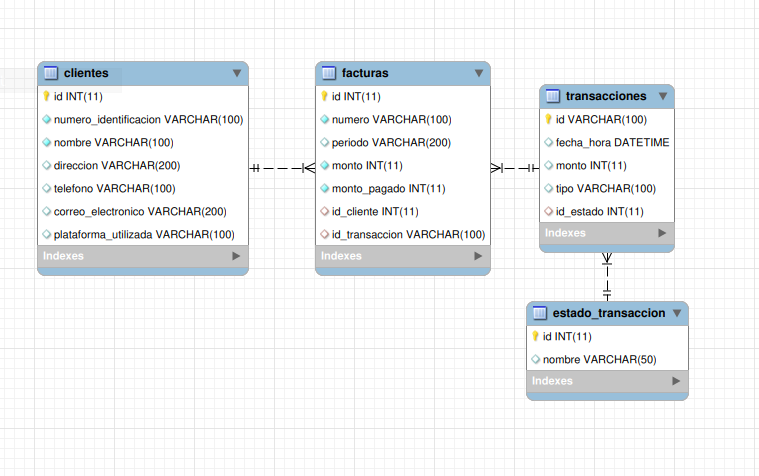 clientes
id INT(11)
numero_identificacion VARCHAR(100)
nombre VARCHAR(100)
direccion VARCHAR(200)
telefono VARCHAR(100)
correo_electronico VARCHAR(200)
plataforma_utilizada VARCHAR(100)
Indexes
facturas
id INT(11)
numero VARCHAR(100)
periodo VARCHAR(200)
monto INT(11)
monto_pagado INT(11)
id_cliente INT(11)
id_transaccion VARCHAR(100)
Indexes
transacciones
id VARCHAR(100)
fecha_hora DATETIME
monto INT(11)
tipo VARCHAR(100)
id_estado INT(11)
Indexes
estado_transaccion
id INT(11)
nombre VARCHAR(50)
Indexes